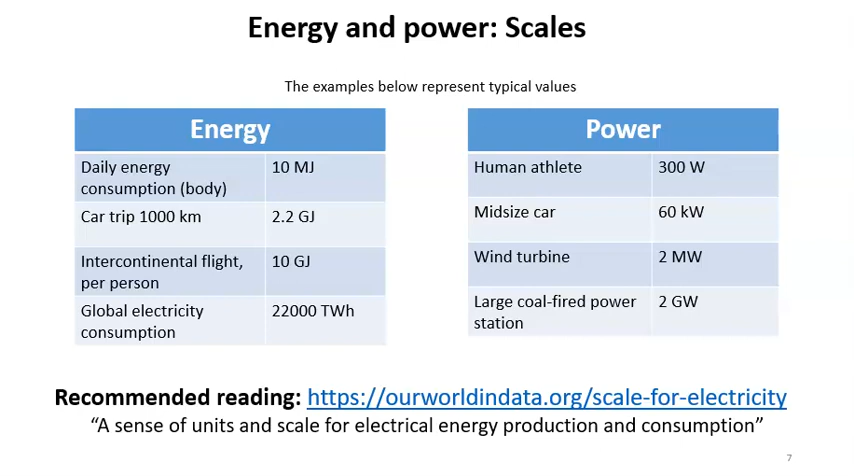 Energy and power: Scales
The examples below represent typical values
Energy
Daily energy
consumption (body)
10 MJ
Car trip 1000 km
2.2 GJ
Intercontinental flight,
per person
10 GJ
Global electricity
consumption
22000 TWh
Power
Human athlete
300 W
Midsize car
60 kW
Wind turbine
2 MW
Large coal-fired power
station
2 GW
Recommended reading: https://ourworldindata.org/scale-for-electricity
“A sense of units and scale for electrical energy production and consumption”
7